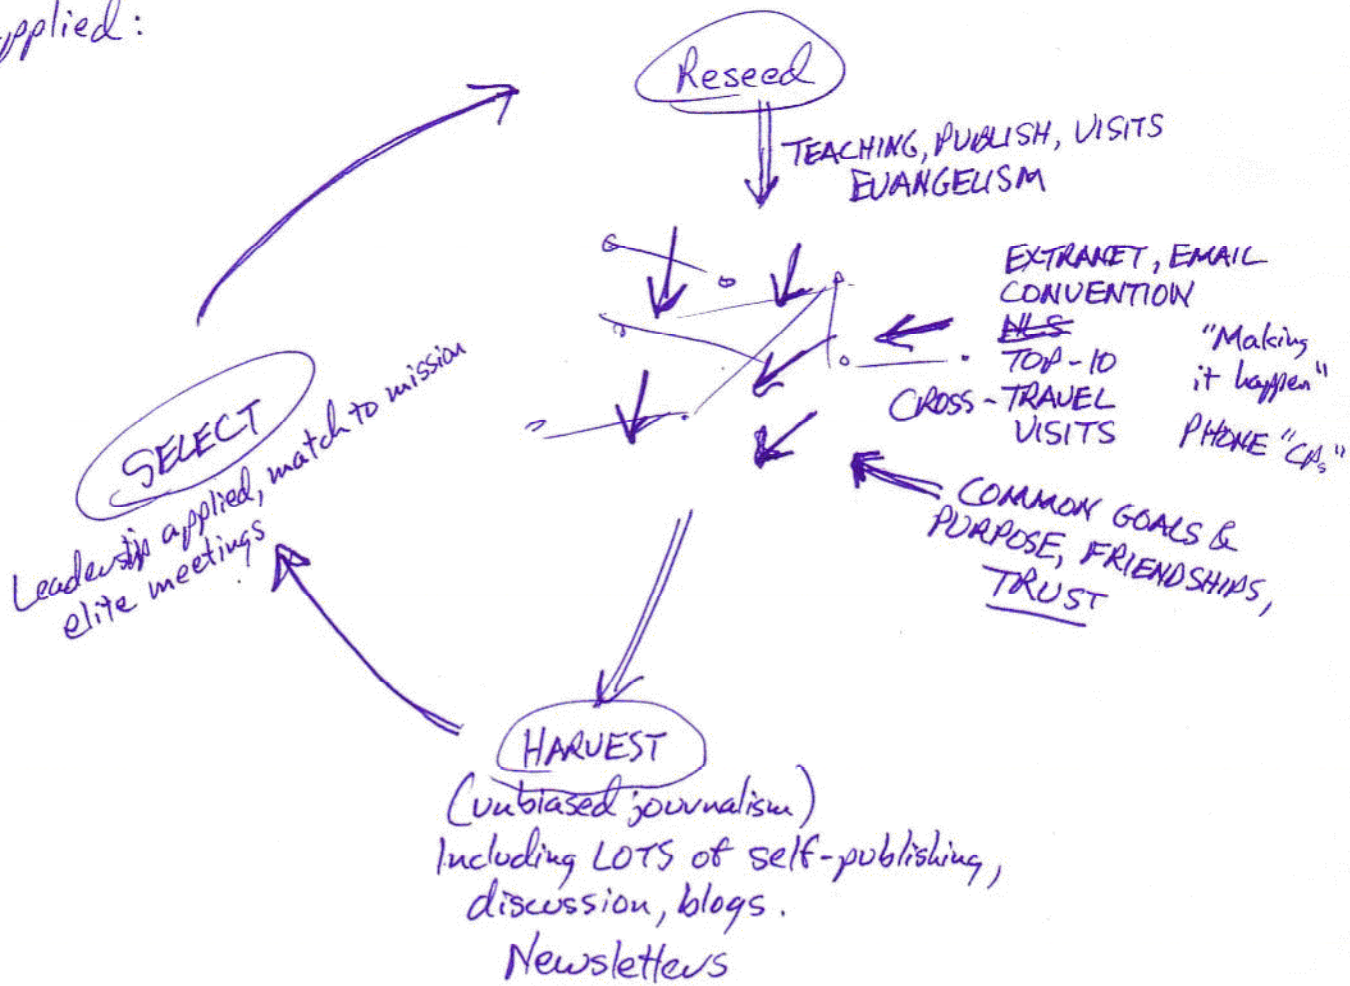 applied:
Reseed
TEACHING, PUBLISH, VISITS
EVANGELISM
EXTRANET, EMAIL
CONVENTION
NLS
TOP-10
CROSS-TRAVEL
VISITS
"Making
it happen"
PHONE "CPs"
COMMON GOALS &
PURPOSE, FRIENDSHIPS,
TRUST
SELECT
Leadership applied, match to mission
elite meetings
HARVEST
(unbiased journalism)
Including LOTS of self-publishing,
discussion, blogs.
Newsletters